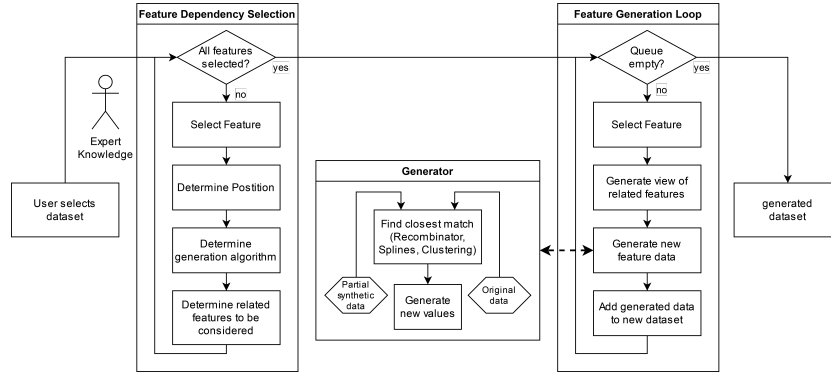 Feature Dependency Selection
Feature Generation Loop
All features
selected?
yes
no
Queue
empty?
yes
no
Expert
Knowledge
User selects
dataset
Select Feature
Determine Postition
Determine
generation algorithm
Determine related
features to be
considered
Generator
Find closest match
(Recombinator,
Splines, Clustering)
Partial
synthetic
data
Generate
new values
Original
data
Select Feature
Generate view of
related features
Generate new
feature data
Add generated data
to new dataset
generated
dataset